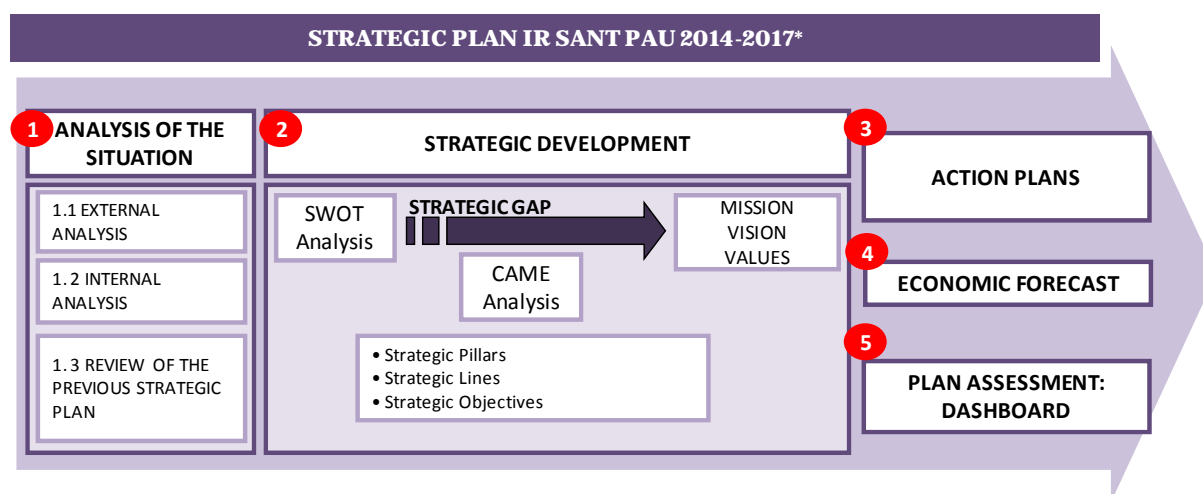 STRATEGIC PLAN IR SANT PAU 2014-2017*
1
ANALYSIS OF THE
SITUATION
1.1 EXTERNAL
ANALYSIS
1.2 INTERNAL
ANALYSIS
1.3 REVIEW OF THE
PREVIOUS STRATEGIC
PLAN
2
STRATEGIC DEVELOPMENT
SWOT
Analysis
STRATEGIC GAP
MISSION
VISION
VALUES
CAME
Analysis
• Strategic Pillars
• Strategic Lines
• Strategic Objectives
3
ACTION PLANS
4
ECONOMIC FORECAST
5
PLAN ASSESSMENT:
DASHBOARD